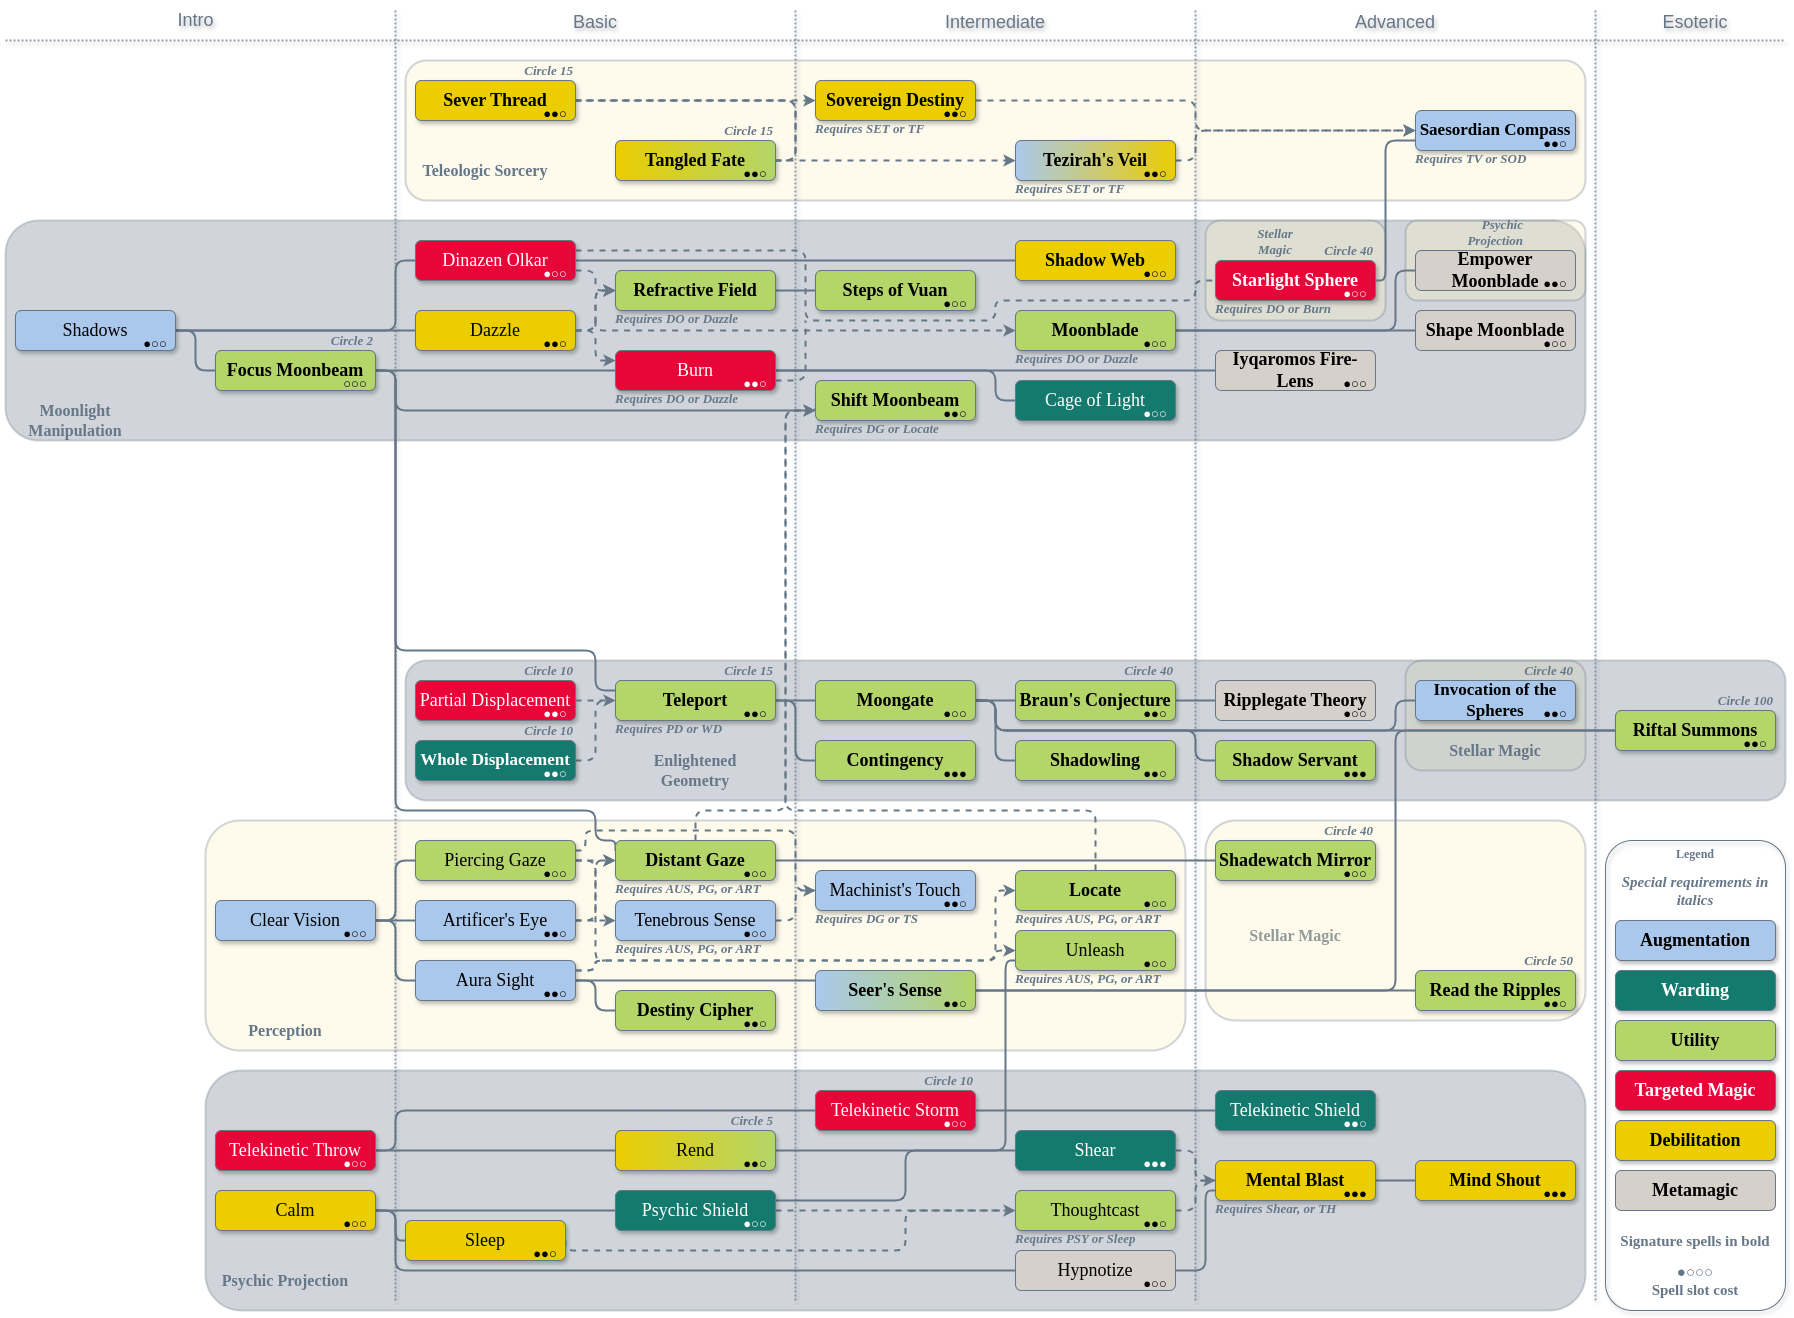 Intro
Basic
Intermediate
Advanced
Esoteric
Circle 15
Sever Thread
●●○
Sovereign Destiny
●●○
Requires SET or TF
Circle 15
Tangled Fate
●●○
Tezirah's Veil
●●○
Requires SET or TF
Saesordian Compass
●●○
Requires TV or SOD
Teleologic Sorcery
Dinazen Olkar
●○○
Shadow Web
●○○
Stellar
Magic
Circle 40
Starlight Sphere
●○○
Requires DO or Burn
Psychic
Projection
Empower
Moonblade ●●○
Refractive Field
Requires DO or Dazzle
Steps of Vuan
●○○
Shadows
●○○
Dazzle
●●○
Moonblade
●○○
Requires DO or Dazzle
Shape Moonblade
●○○
Circle 2
Focus Moonbeam
○○○
Burn
●●○
Requires DO or Dazzle
Iyqaromos Fire-
Lens ●○○
Shift Moonbeam
●●○
Requires DG or Locate
Cage of Light
●○○
Moonlight
Manipulation
Circle 10
Partial Displacement
●●○
Circle 15
Teleport
●●○
Requires PD or WD
Moongate
●○○
Circle 40
Braun's Conjecture
●●○
Ripplegate Theory
●○○
Circle 40
Invocation of the
Spheres ●●○
Circle 100
Riftal Summons
●●○
Circle 10
Whole Displacement
●●○
Enlightened
Geometry
Contingency
●●●
Shadowling
●●○
Shadow Servant
●●●
Stellar Magic
Piercing Gaze
●○○
Distant Gaze
●○○
Requires AUS, PG, or ART
Circle 40
Shadewatch Mirror
●○○
Machinist's Touch
●●○
Requires DG or TS
Locate
●○○
Requires AUS, PG, or ART
Clear Vision
●○○
Artificer's Eye
●●○
Tenebrous Sense
●○○
Requires AUS, PG, or ART
Unleash
●○○
Requires AUS, PG, or ART
Stellar Magic
Aura Sight
●●○
Seer's Sense
●●○
Circle 50
Read the Ripples
●●○
Destiny Cipher
●●○
Perception
Circle 10
Telekinetic Storm
●○○
Telekinetic Shield
●●○
Telekinetic Throw
●○○
Circle 5
Rend
●●○
Shear
●●●
Mental Blast
●●●
Requires Shear, or TH
Mind Shout
●●●
Calm
●○○
Psychic Shield
●○○
Thoughtcast
●●○
Requires PSY or Sleep
Sleep
●●○
Hypnotize
●○○
Psychic Projection
Legend
Special requirements in
italics
Augmentation
Warding
Utility
Targeted Magic
Debilitation
Metamagic
Signature spells in bold
●○○○
Spell slot cost